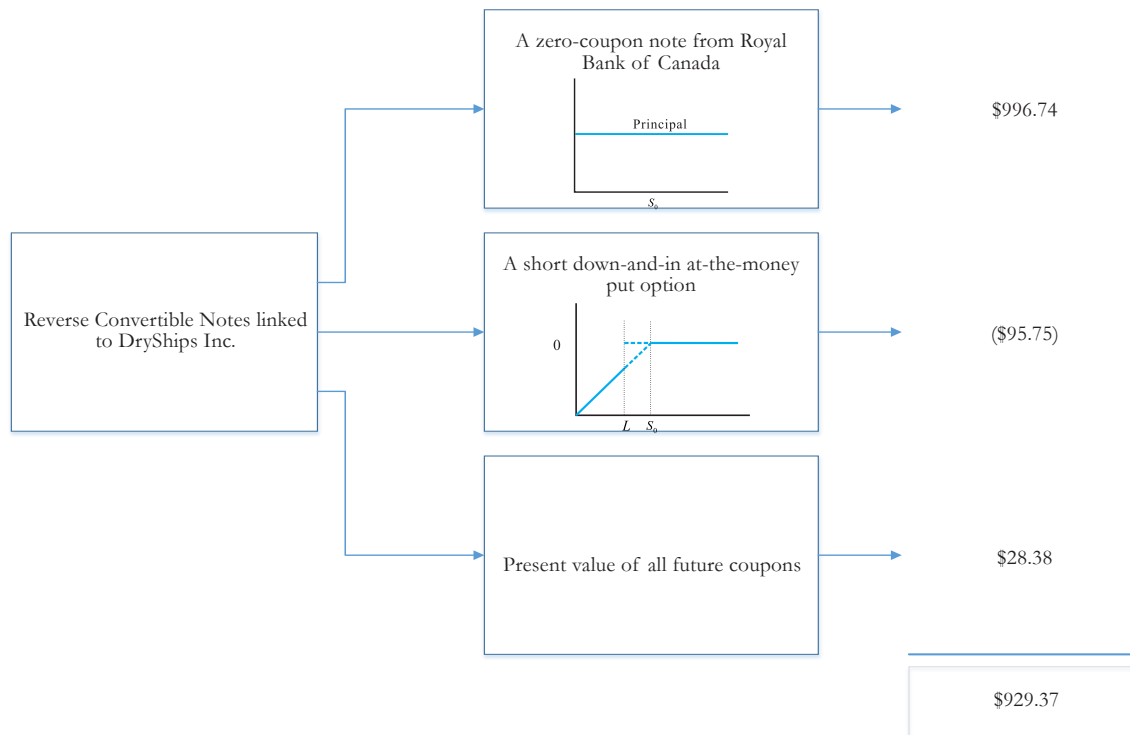 A zero-coupon note from Royal
Bank of Canada
Principal
S₀
$996.74
Reverse Convertible Notes linked
to DryShips Inc.
A short down-and-in at-the-money
put option
0
L S₀
($95.75)
Present value of all future coupons
$28.38
$929.37